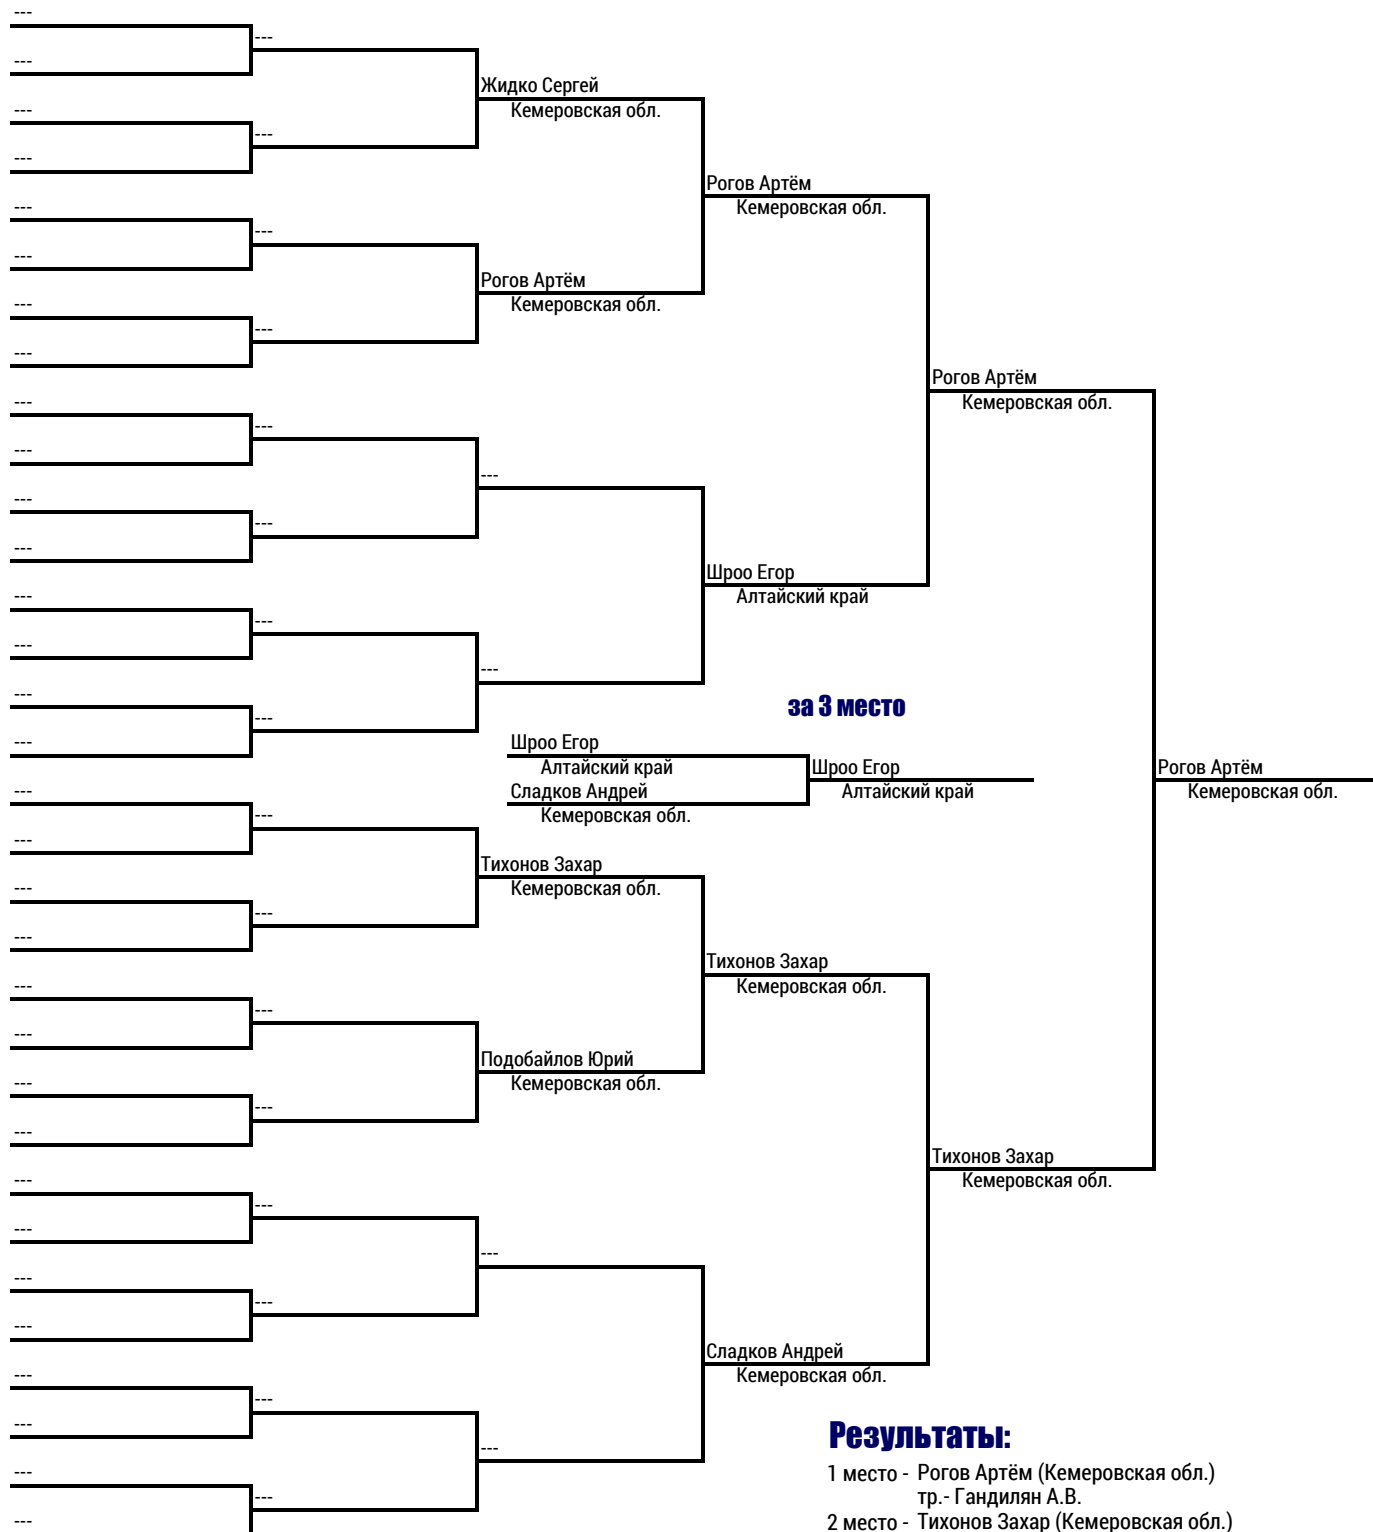 ---
---
---
---
---
---
Жидко Сергей
Кемеровская обл.
---
---
---
---
---
---
Рогов Артём
Кемеровская обл.
Рогов Артём
Кемеровская обл.
---
---
---
---
---
---
---
---
---
---
---
---
---
---
Шроо Егор
Алтайский край
Рогов Артём
Кемеровская обл.
за 3 место
Шроо Егор
Алтайский край
Сладков Андрей
Кемеровская обл.
Шроо Егор
Алтайский край
Рогов Артём
Кемеровская обл.
---
---
---
---
---
---
Тихонов Захар
Кемеровская обл.
---
---
---
---
---
---
Подобайлов Юрий
Кемеровская обл.
Тихонов Захар
Кемеровская обл.
Тихонов Захар
Кемеровская обл.
---
---
---
---
---
---
---
---
---
---
---
---
---
---
Сладков Андрей
Кемеровская обл.
Результаты:
1 место - Рогов Артём (Кемеровская обл.)
тр.- Гандилян А.В.
2 место - Тихонов Захар (Кемеровская обл.)